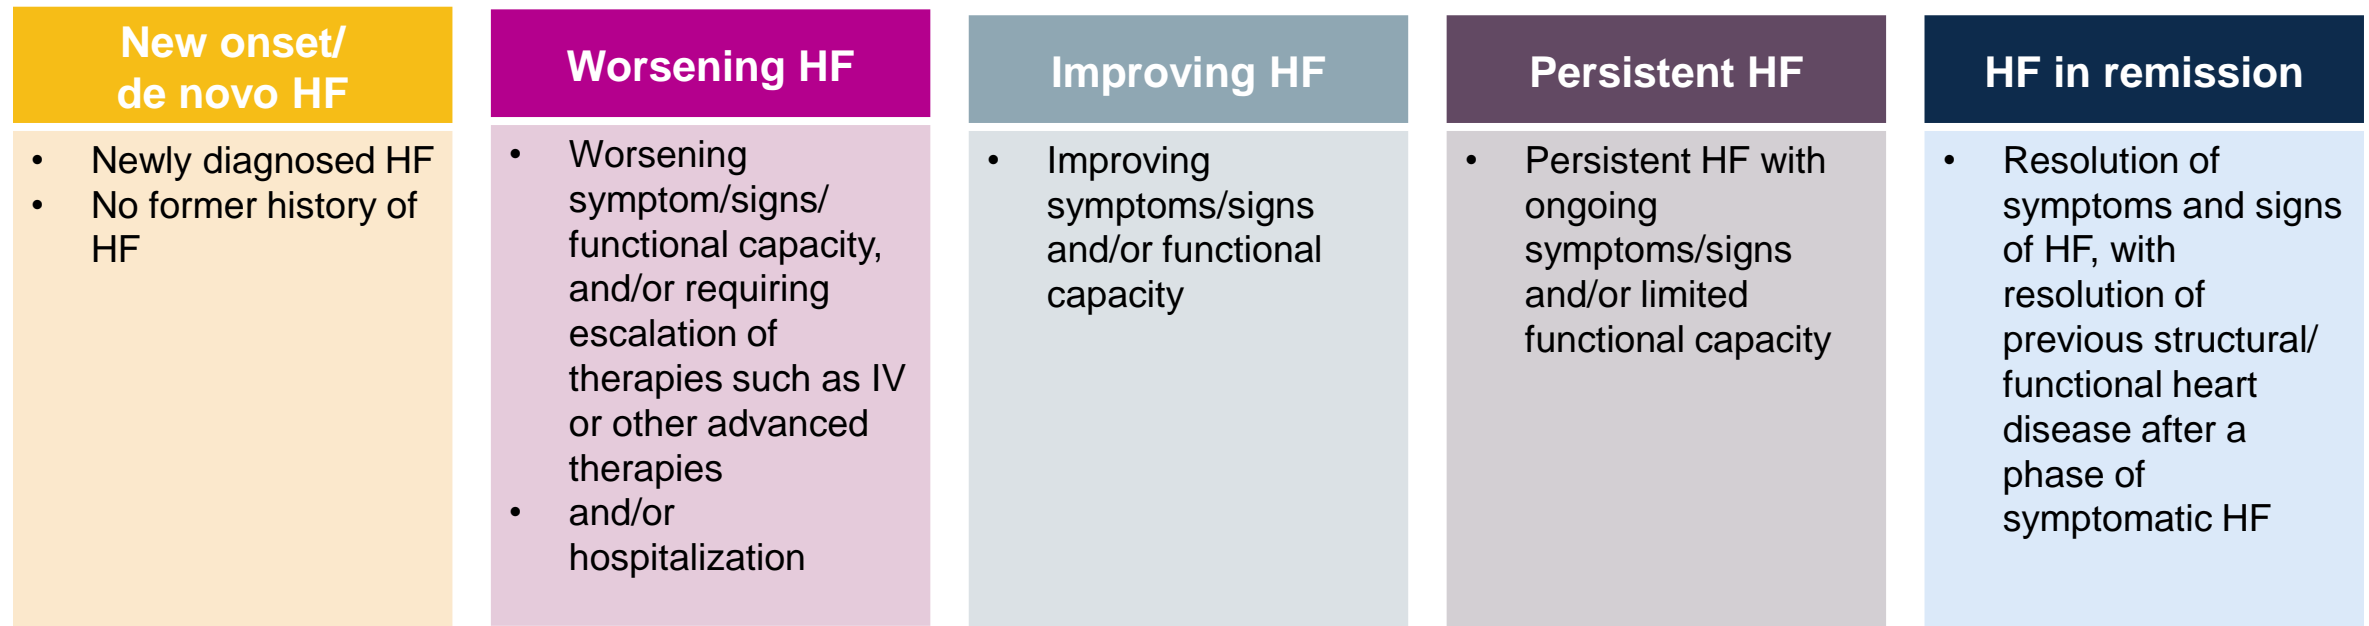 New onset/
de novo HF
• Newly diagnosed HF
• No former history of
HF
Worsening HF
• Worsening
symptom/signs/
functional capacity,
and/or requiring
escalation of
therapies such as IV
or other advanced
therapies
• and/or
hospitalization
Improving HF
• Improving
symptoms/signs
and/or functional
capacity
Persistent HF
• Persistent HF with
ongoing
symptoms/signs
and/or limited
functional capacity
HF in remission
• Resolution of
symptoms and signs
of HF, with
resolution of
previous structural/
functional heart
disease after a
phase of
symptomatic HF